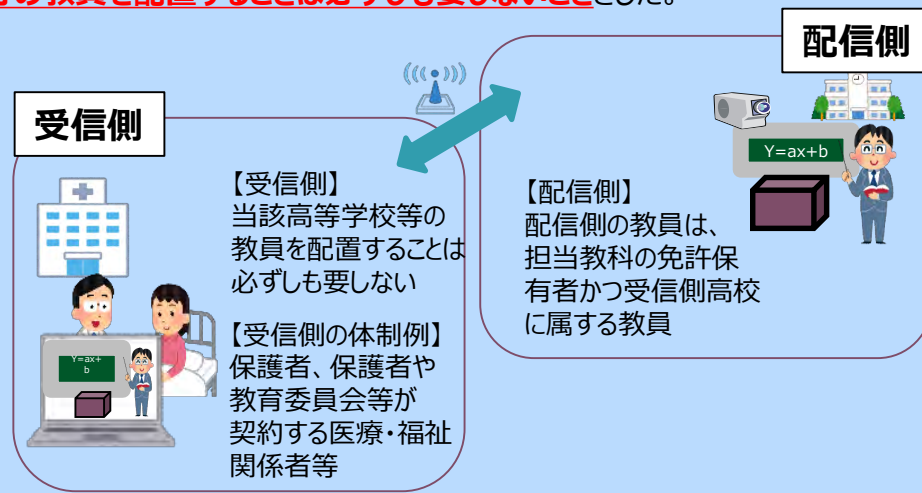 の教員を配置することは必ずしも要しないこととした。
配信側
受信側
Y=ax+b
【受信側】
当該高等学校等の
教員を配置することは
必ずしも要しない
【配信側】
配信側の教員は、
担当教科の免許保
有者かつ受信側高校
に属する教員
【受信側の体制例】
保護者、保護者や
教育委員会等が
契約する医療・福祉
関係者等
Y=ax+
b